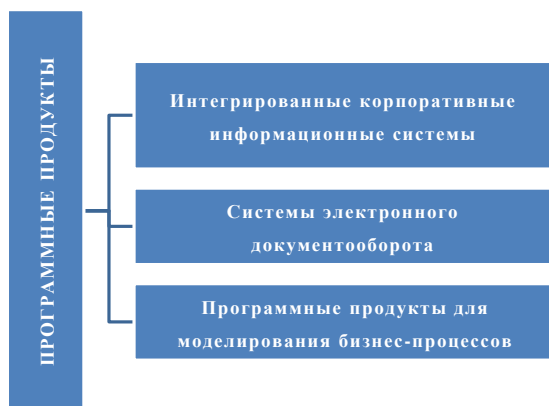 ПРОГРАММНЫЕ ПРОДУКТЫ
Интегрированные корпоративные
информационные системы
Системы электронного
документооборота
Программные продукты для
моделирования бизнес-процессов